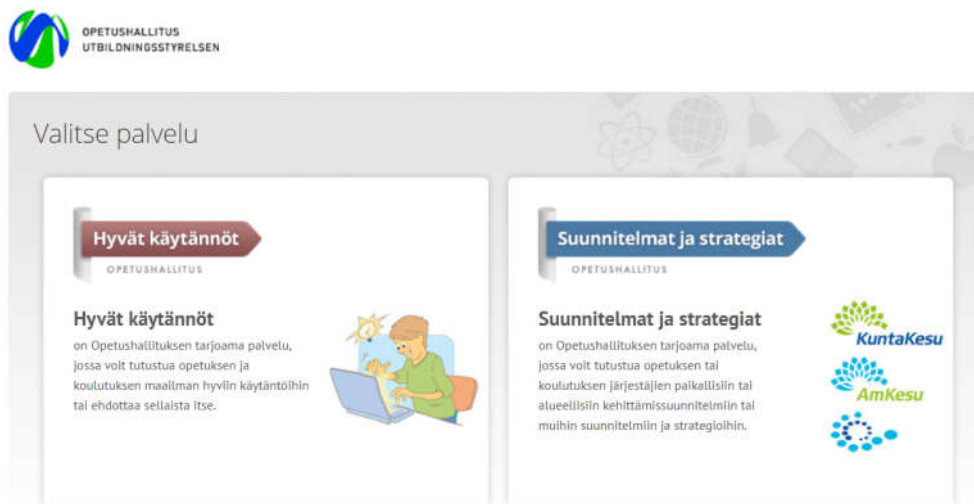 OPETUSHALLITUS
UTBILDNINGSSTYRELSEN
Valitse palvelu
Hyvät käytännöt
OPETUSHALLITUS
Hyvät käytännöt
on Opetushallituksen tarjoama palvelu,
jossa voit tutustua opetuksen ja
koulutuksen maailman hyviin käytäntöihin
tai ehdottaa sellaista itse.
Suunnitelmat ja strategiat
OPETUSHALLITUS
Suunnitelmat ja strategiat
on Opetushallituksen tarjoama palvelu,
jossa voit tutustua opetuksen tai
koulutuksen järjestäjien paikallisiin tai
alueellisiin kehittämissuunnitelmiin tai
muihin suunnitelmiin ja strategioihin.
KuntaKesu
AmKesu